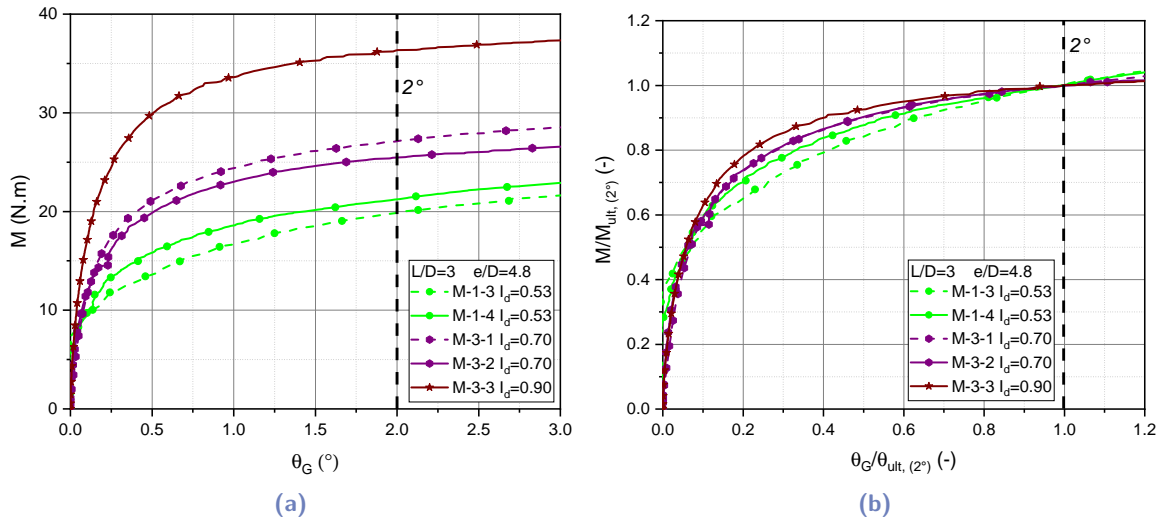 40
30
20
10
0
M (N.m)
2°
L/D=3 e/D=4.8
M-1-3 I_d=0.53
M-1-4 I_d=0.53
M-3-1 I_d=0.70
M-3-2 I_d=0.70
M-3-3 I_d=0.90
0.0 0.5 1.0 1.5 2.0 2.5 3.0
θ_G (°)
(a)
1.0
0.8
0.6
0.4
0.2
0.0
M/M_ult, (2°) (-)
2°
L/D=3 e/D=4.8
M-1-3 I_d=0.53
M-1-4 I_d=0.53
M-3-1 I_d=0.70
M-3-2 I_d=0.70
M-3-3 I_d=0.90
0.0 0.2 0.4 0.6 0.8 1.0 1.2
θ_G/θ_ult, (2°) (-)
(b)